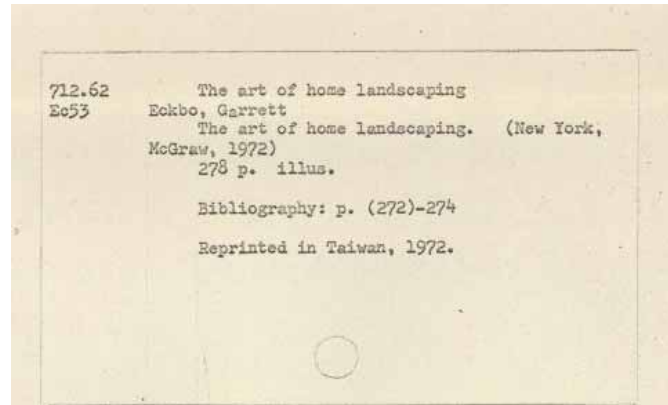 712.62 The art of home landscaping
Ec53 Eckbo, Garrett
The art of home landscaping. (New York,
McGraw, 1972)
278 p. illus.
Bibliography: p. (272)-274
Reprinted in Taiwan, 1972.